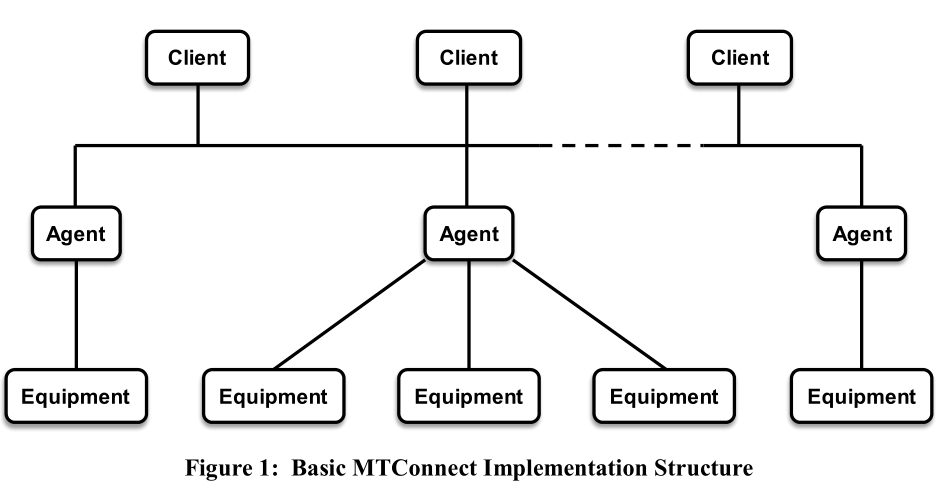 Client Client Client
Agent Agent Agent
Equipment Equipment Equipment Equipment Equipment
Figure 1: Basic MTConnect Implementation Structure